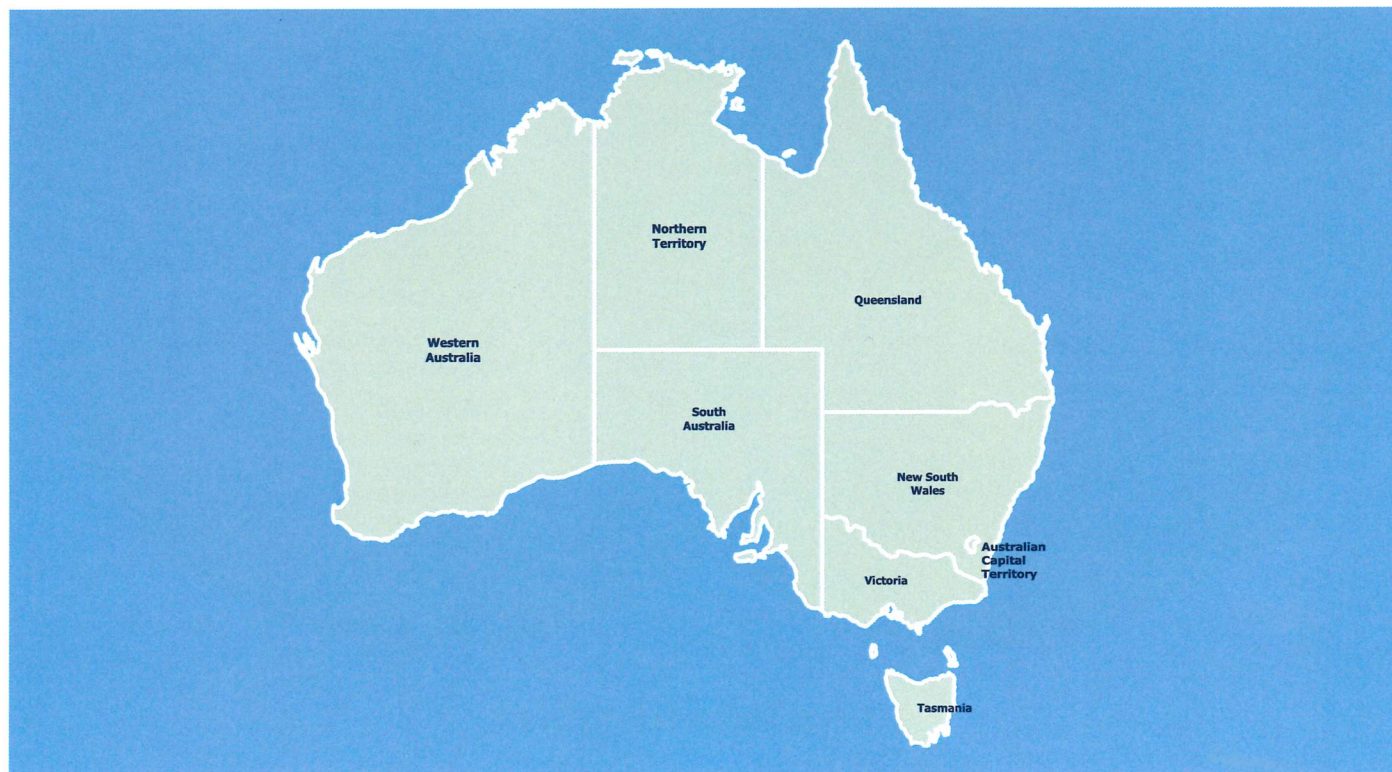 Northern
Territory
Queensland
Western
Australia
South
Australia
New South
Wales
Australian
Capital
Territory
Victoria
Tasmania